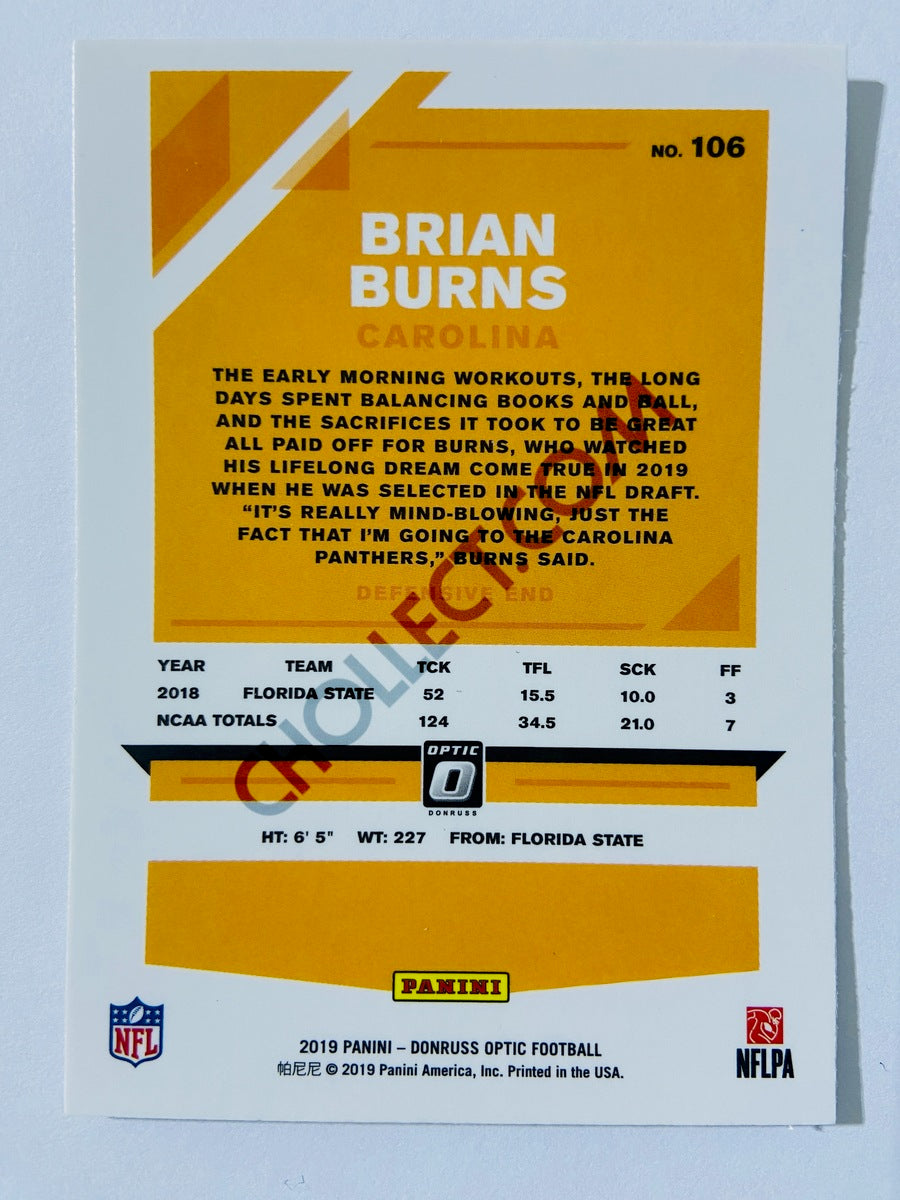 NO. 106
BRIAN
BURNS
CAROLINA
THE EARLY MORNING WORKOUTS, THE LONG
DAYS SPENT BALANCING BOOKS AND BALL,
AND THE SACRIFICES IT TOOK TO BE GREAT
ALL PAID OFF FOR BURNS, WHO WATCHED
HIS LIFELONG DREAM COME TRUE IN 2019
WHEN HE WAS SELECTED IN THE NFL DRAFT.
“IT’S REALLY MIND-BLOWING, JUST THE
FACT THAT I’M GOING TO THE CAROLINA
PANTHERS,” BURNS SAID.
DEFENSIVE END
CHOLLECT.COM
YEAR TEAM TCK TFL SCK FF
2018 FLORIDA STATE 52 15.5 10.0 3
NCAA TOTALS 124 34.5 21.0 7
OPTIC
O
DONRUSS
HT: 6' 5" WT: 227 FROM: FLORIDA STATE
PANINI
NFL
NFLPA
2019 PANINI – DONRUSS OPTIC FOOTBALL
帕尼尼 © 2019 Panini America, Inc. Printed in the USA.